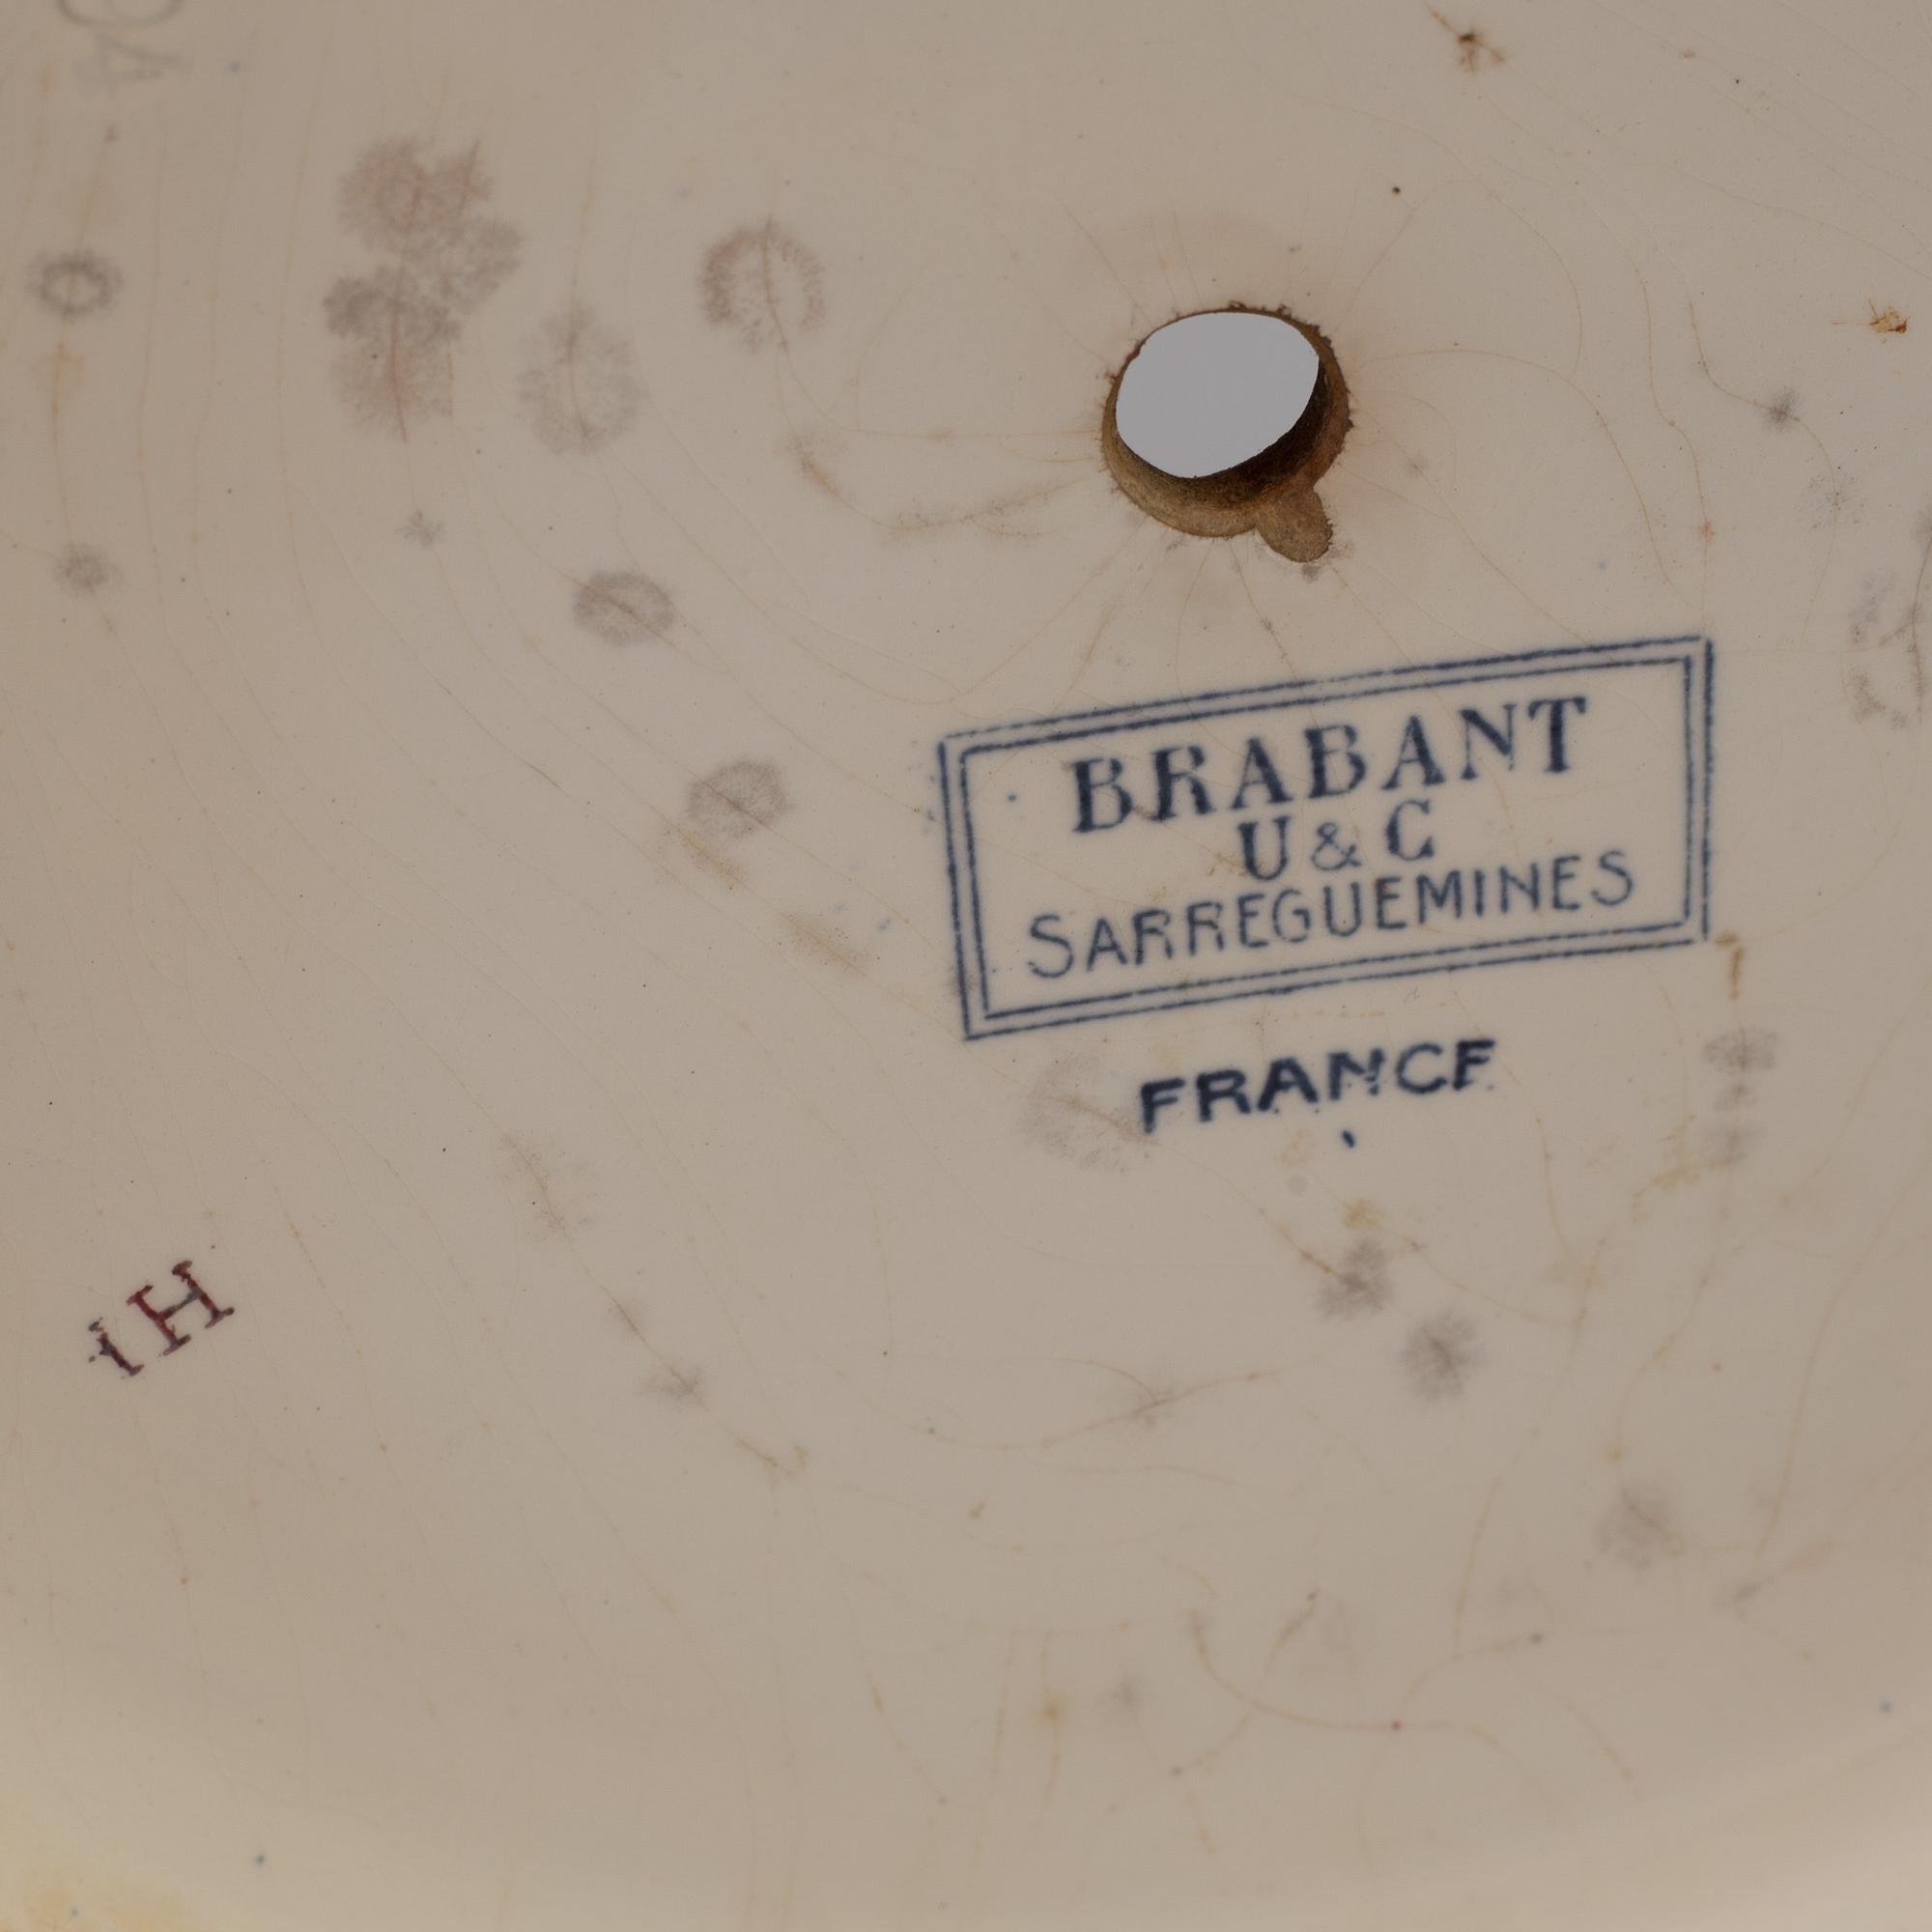 BRABANT
U & C
SARREGUEMINES
FRANCE
H